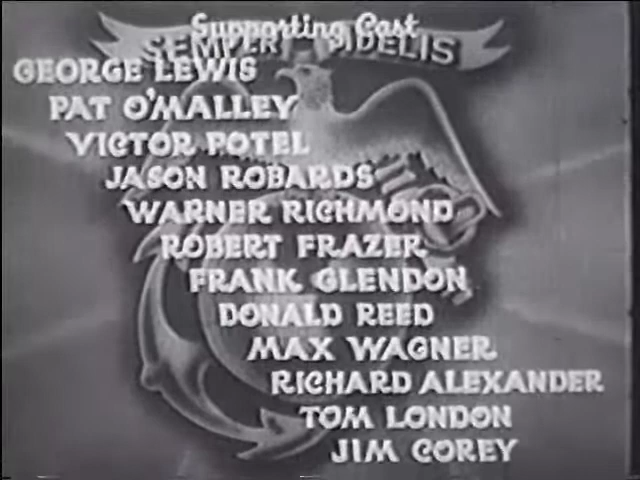 Supporting Cast
SEMPER FIDELIS
GEORGE LEWIS
PAT O'MALLEY
VICTOR POTEL
JASON ROBARDS
WARNER RICHMOND
ROBERT FRAZER
FRANK GLENDON
DONALD REED
MAX WAGNER
RICHARD ALEXANDER
TOM LONDON
JIM COREY